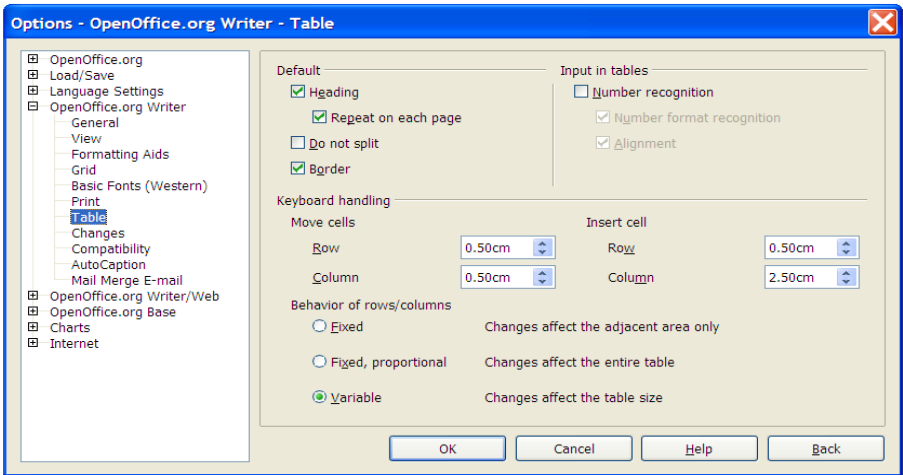 Options - OpenOffice.org Writer - Table
OpenOffice.org
Load/Save
Language Settings
OpenOffice.org Writer
General
View
Formatting Aids
Grid
Basic Fonts (Western)
Print
Table
Changes
Compatibility
AutoCaption
Mail Merge E-mail
OpenOffice.org Writer/Web
OpenOffice.org Base
Charts
Internet
Default
Heading
Repeat on each page
Do not split
Border
Input in tables
Number recognition
Number format recognition
Alignment
Keyboard handling
Move cells
Row 0.50cm
Column 0.50cm
Insert cell
Row 0.50cm
Column 2.50cm
Behavior of rows/columns
Fixed Changes affect the adjacent area only
Fixed, proportional Changes affect the entire table
Variable Changes affect the table size
OK Cancel Help Back